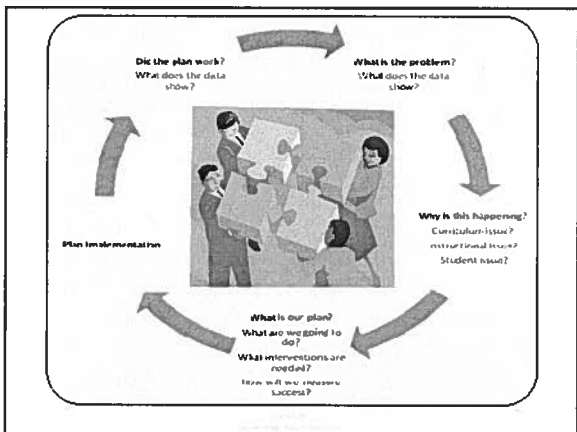 Did the plan work?
What does the data
show?
What is the problem?
What does the data
show?
Why is this happening?
Curriculum issue?
Instructional issue?
Student issue?
Plan Implementation
What is our plan?
What are we going to
do?
What interventions are
needed?
How will we measure
success?